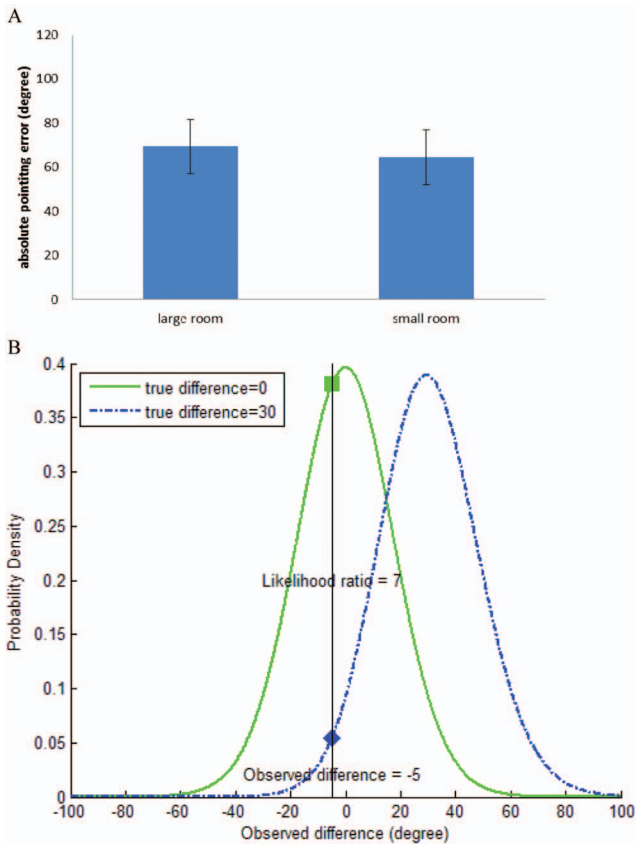 A
absolute pointitng error (degree)
120
100
80
60
40
20
0
large room
small room
B
Probability Density
0.4
0.35
0.3
0.25
0.2
0.15
0.1
0.05
0
true difference=0
true difference=30
Likelihood ratio = 7
Observed difference = -5
-100 -80 -60 -40 -20 0 20 40 60 80 100
Observed difference (degree)